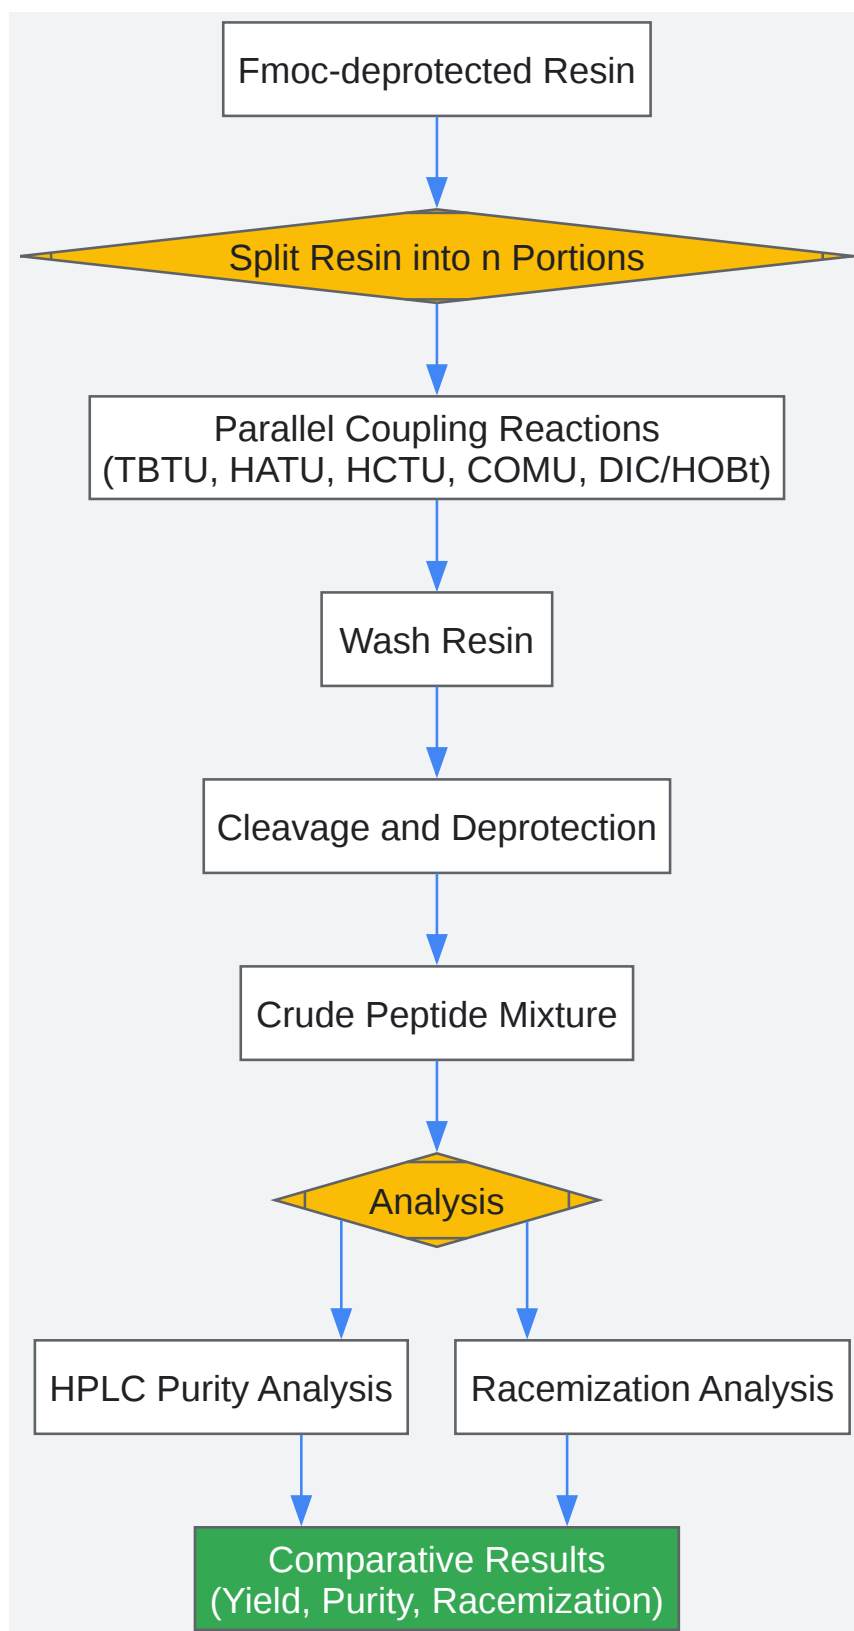 Fmoc-deprotected Resin
Split Resin into n Portions
Parallel Coupling Reactions
(TBTU, HATU, HCTU, COMU, DIC/HOBt)
Wash Resin
Cleavage and Deprotection
Crude Peptide Mixture
Analysis
HPLC Purity Analysis
Racemization Analysis
Comparative Results
(Yield, Purity, Racemization)